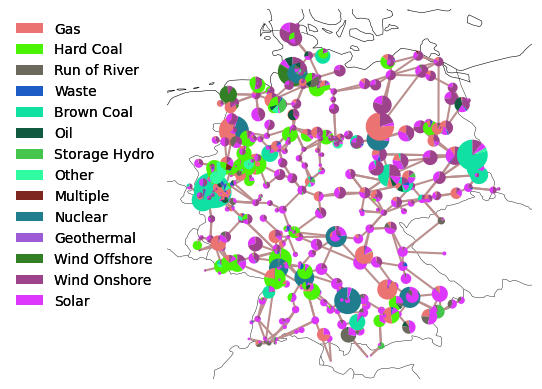 Gas
Hard Coal
Run of River
Waste
Brown Coal
Oil
Storage Hydro
Other
Multiple
Nuclear
Geothermal
Wind Offshore
Wind Onshore
Solar